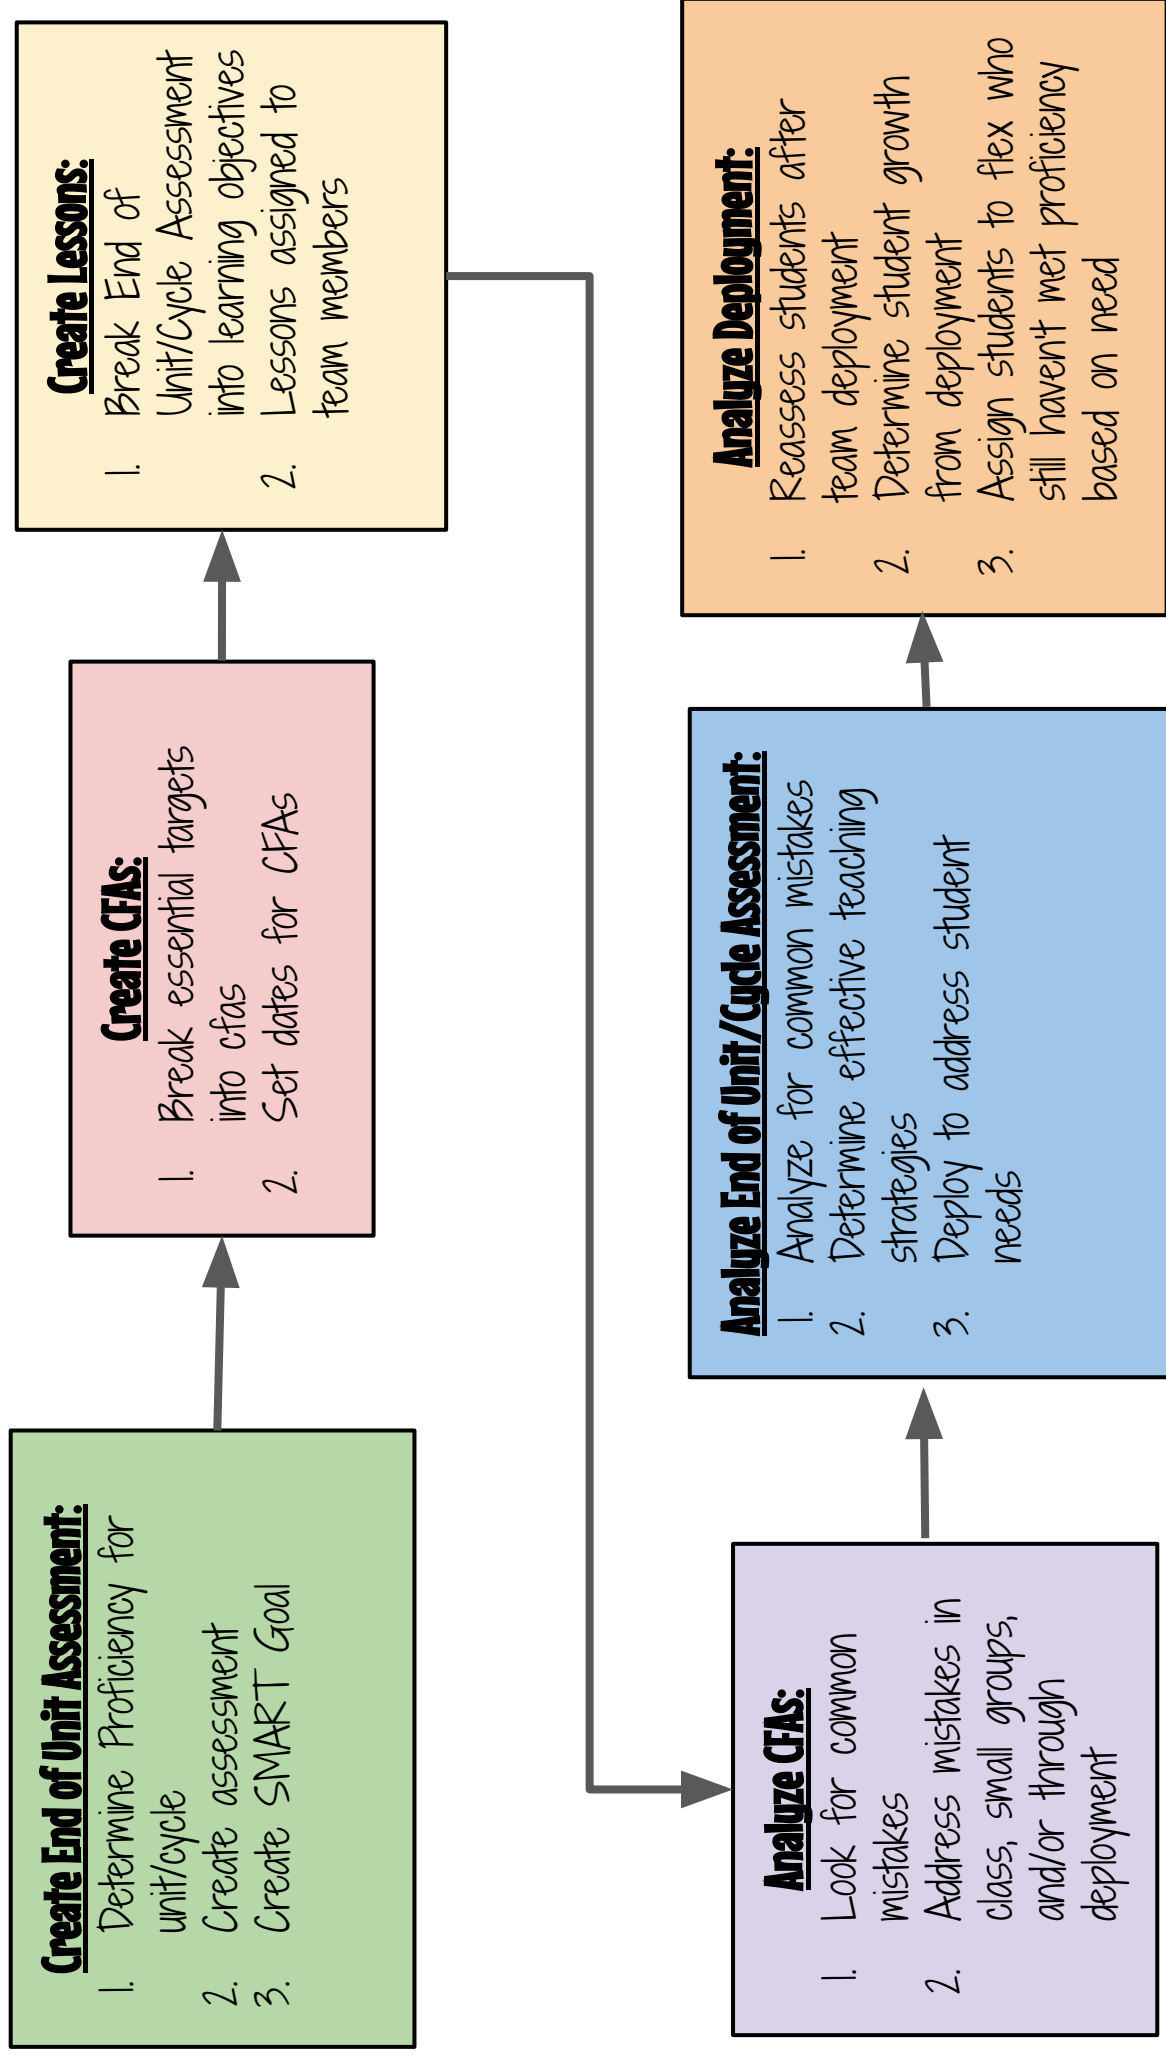 Create End of Unit Assessment:
1. Determine Proficiency for
unit/cycle
2. Create assessment
3. Create SMART Goal
Create CFAs:
1. Break essential targets
into cfas
2. Set dates for CFAs
Create Lessons:
1. Break End of
Unit/Cycle Assessment
into learning objectives
2. Lessons assigned to
team members
Analyze CFAs:
1. Look for common
mistakes
2. Address mistakes in
class, small groups,
and/or through
deployment
Analyze End of Unit/Cycle Assessment:
1. Analyze for common mistakes
2. Determine effective teaching
strategies
3. Deploy to address student
needs
Analyze Deployment:
1. Reassess students after
team deployment
2. Determine student growth
from deployment
3. Assign students to flex who
still haven't met proficiency
based on need